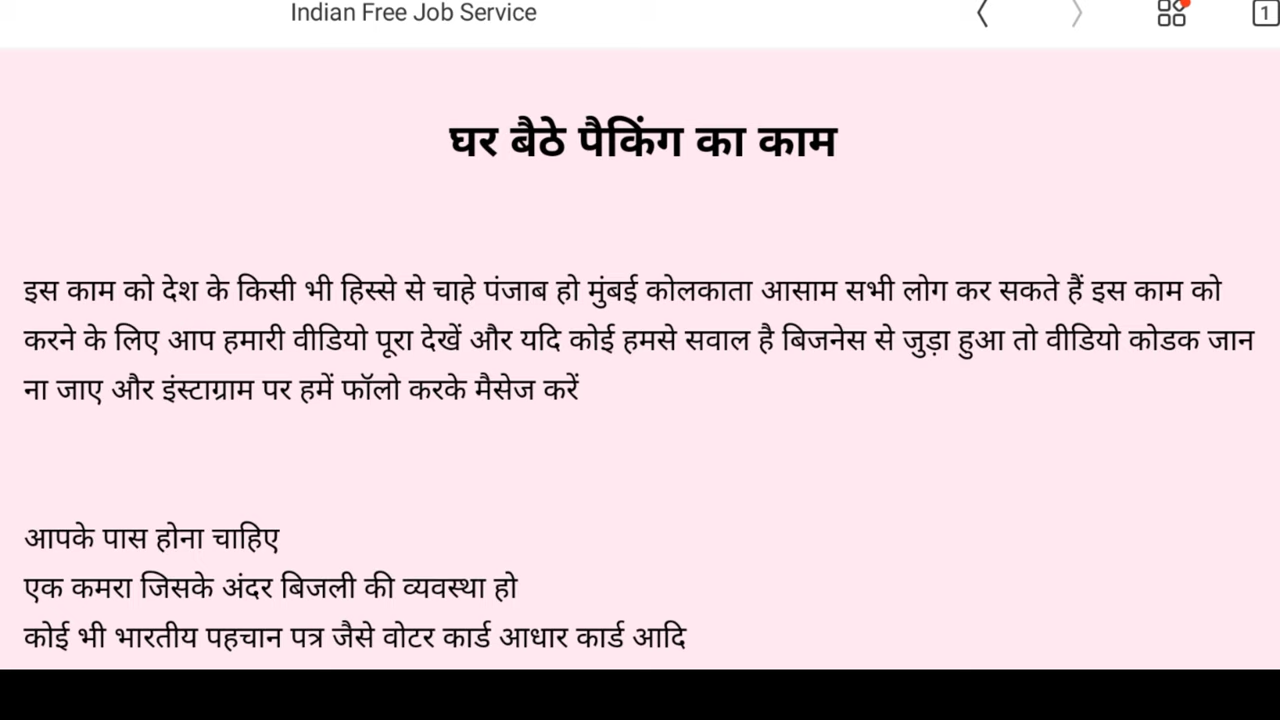 Indian Free Job Service
1
घर बैठे पैकिंग का काम
इस काम को देश के किसी भी हिस्से से चाहे पंजाब हो मुंबई कोलकाता आसाम सभी लोग कर सकते हैं इस काम को
करने के लिए आप हमारी वीडियो पूरा देखें और यदि कोई हमसे सवाल है बिजनेस से जुड़ा हुआ तो वीडियो कोडक जान
ना जाए और इंस्टाग्राम पर हमें फॉलो करके मैसेज करें
आपके पास होना चाहिए
एक कमरा जिसके अंदर बिजली की व्यवस्था हो
कोई भी भारतीय पहचान पत्र जैसे वोटर कार्ड आधार कार्ड आदि